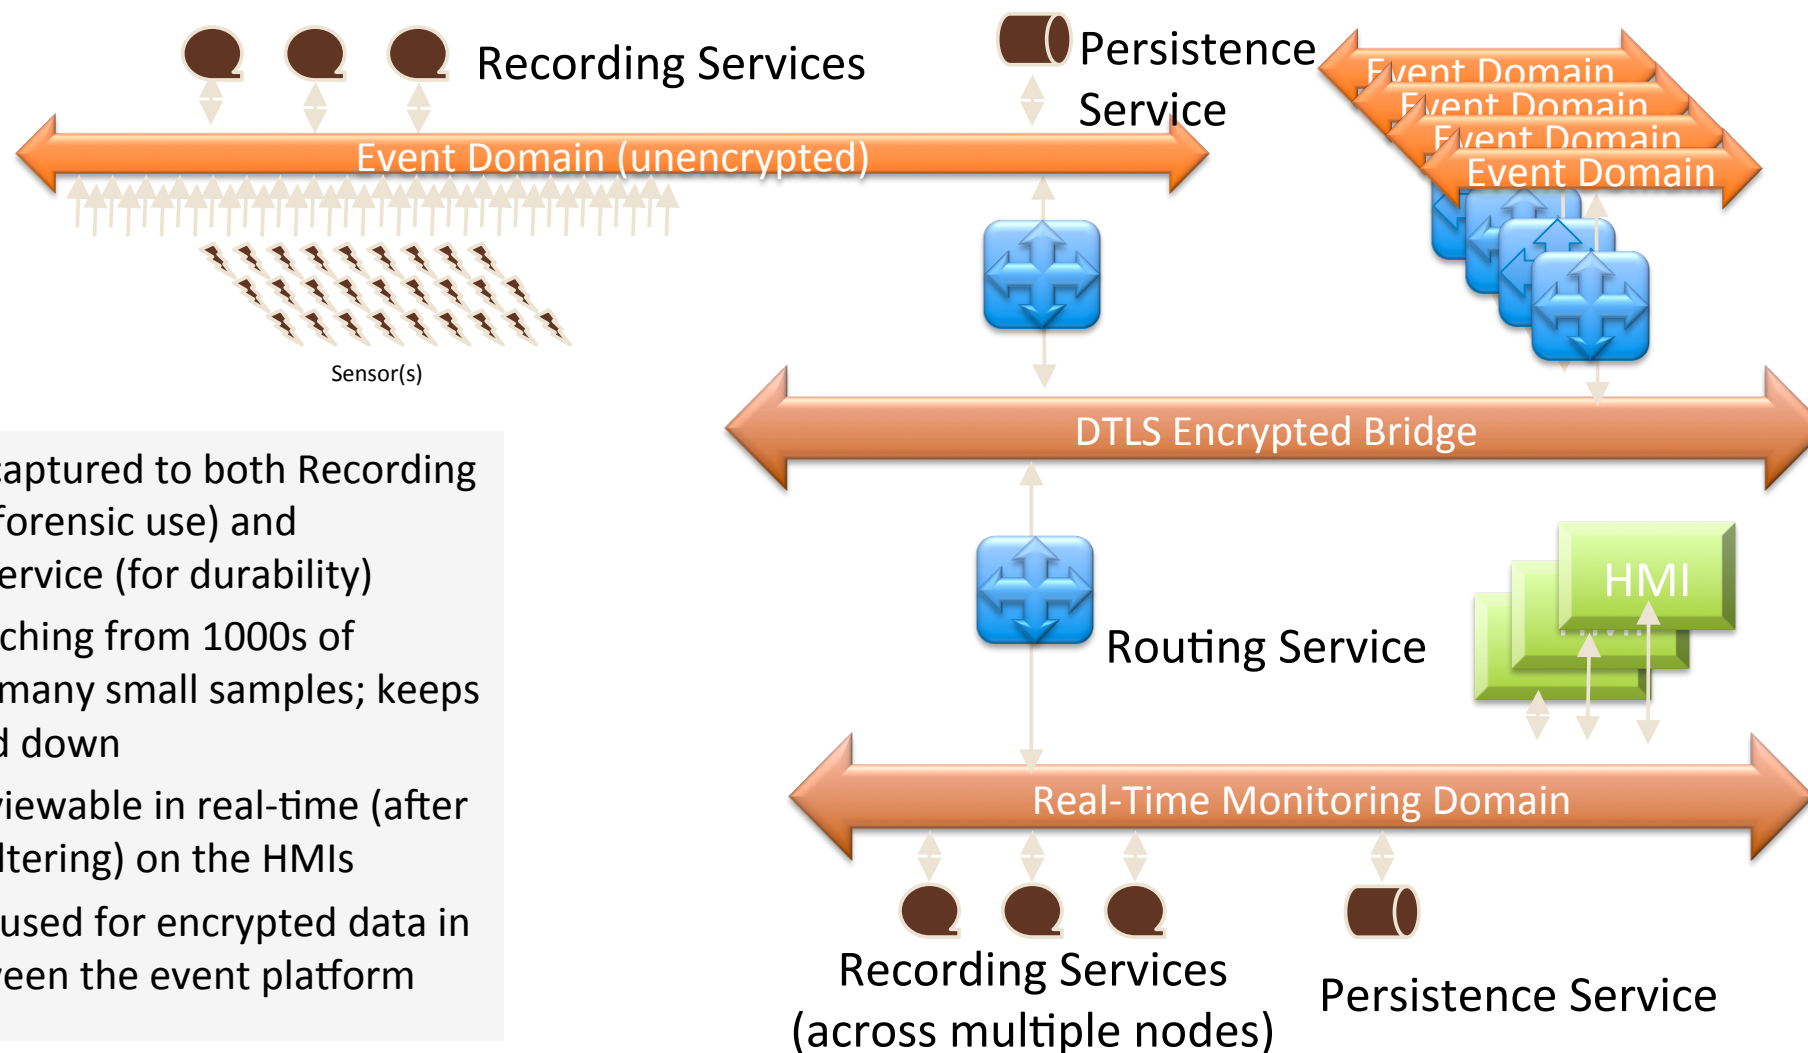 Recording Services
Persistence
Service
Event Domain
Event Domain
Event Domain
Event Domain
Event Domain (unencrypted)
Sensor(s)
DTLS Encrypted Bridge
captured to both Recording
forensic use) and
ervice (for durability)
ching from 1000s of
many small samples; keeps
d down
viewable in real-time (after
ltering) on the HMIs
used for encrypted data in
ween the event platform
HMI
Routing Service
Real-Time Monitoring Domain
Recording Services
(across multiple nodes)
Persistence Service